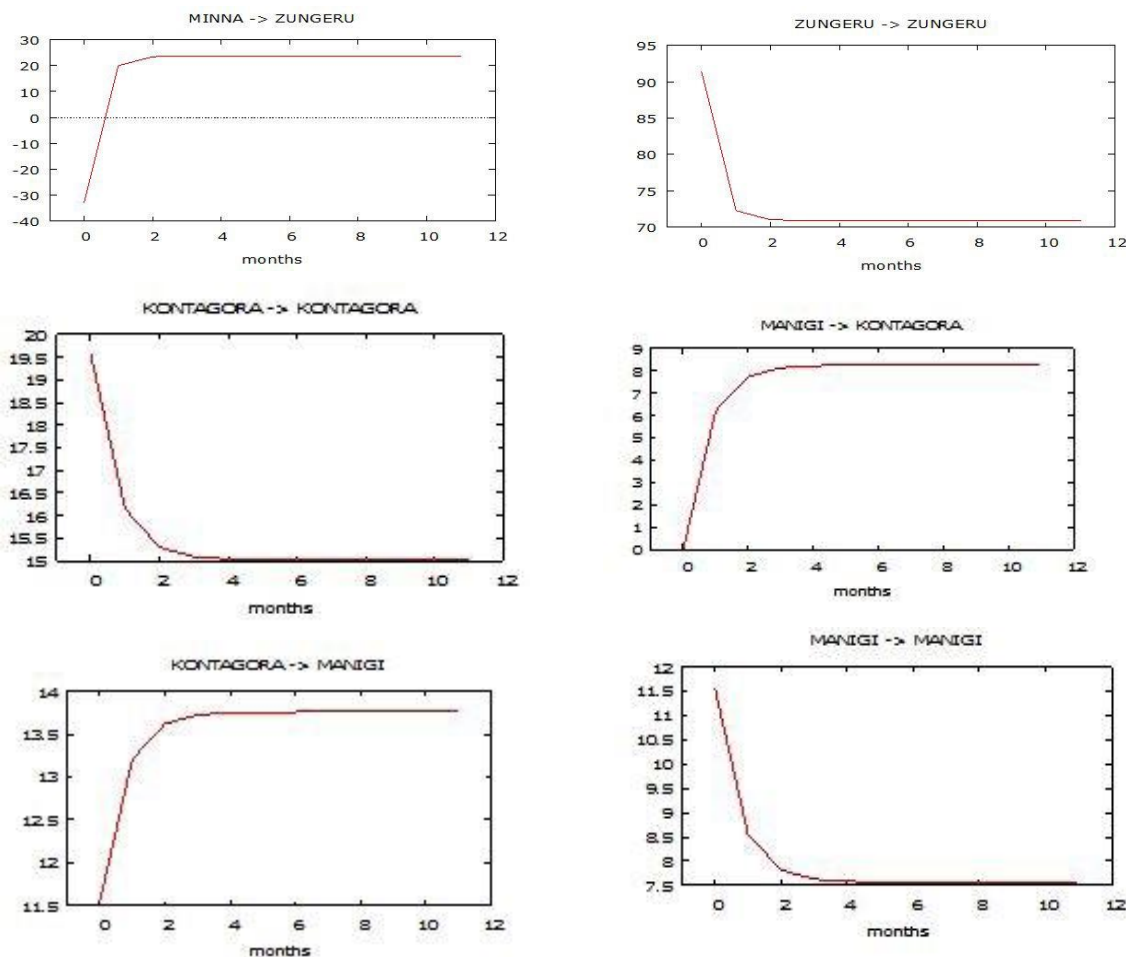 MINNA -> ZUNGERU
30
20
10
0
-10
-20
-30
-40
0 2 4 6 8 10 12
months
ZUNGERU -> ZUNGERU
95
90
85
80
75
70
0 2 4 6 8 10 12
months
KONTAGORA -> KONTAGORA
20
19.5
19
18.5
18
17.5
17
16.5
16
15.5
15
0 2 4 6 8 10 12
months
MANIGI -> KONTAGORA
9
8
7
6
5
4
3
2
1
0
0 2 4 6 8 10 12
months
KONTAGORA -> MANIGI
14
13.5
13
12.5
12
11.5
0 2 4 6 8 10 12
months
MANIGI -> MANIGI
12
11.5
11
10.5
10
9.5
9
8.5
8
7.5
0 2 4 6 8 10 12
months